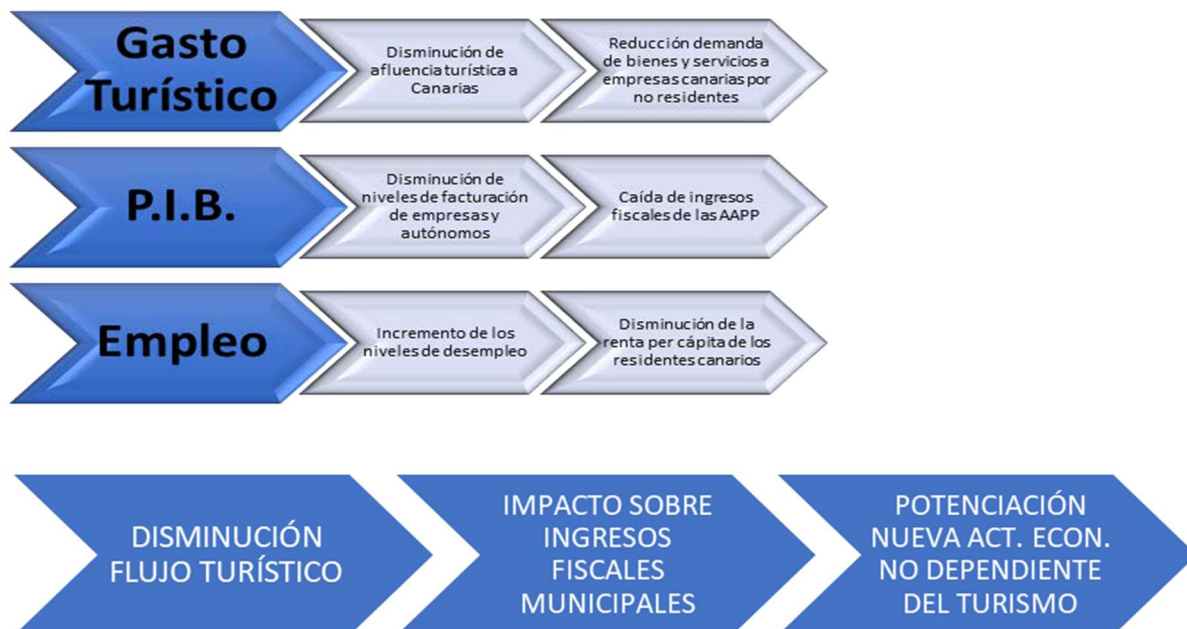 Gasto
Turístico
Disminución de
afluencia turística a
Canarias
Reducción demanda
de bienes y servicios a
empresas canarias por
no residentes
P.I.B.
Disminución de
niveles de facturación
de empresas y
autónomos
Caída de ingresos
fiscales de las AAPP
Empleo
Incremento de los
niveles de desempleo
Disminución de la
renta per cápita de los
residentes canarios
DISMINUCIÓN
FLUJO TURÍSTICO
IMPACTO SOBRE
INGRESOS
FISCALES
MUNICIPALES
POTENCIACIÓN
NUEVA ACT. ECON.
NO DEPENDIENTE
DEL TURISMO